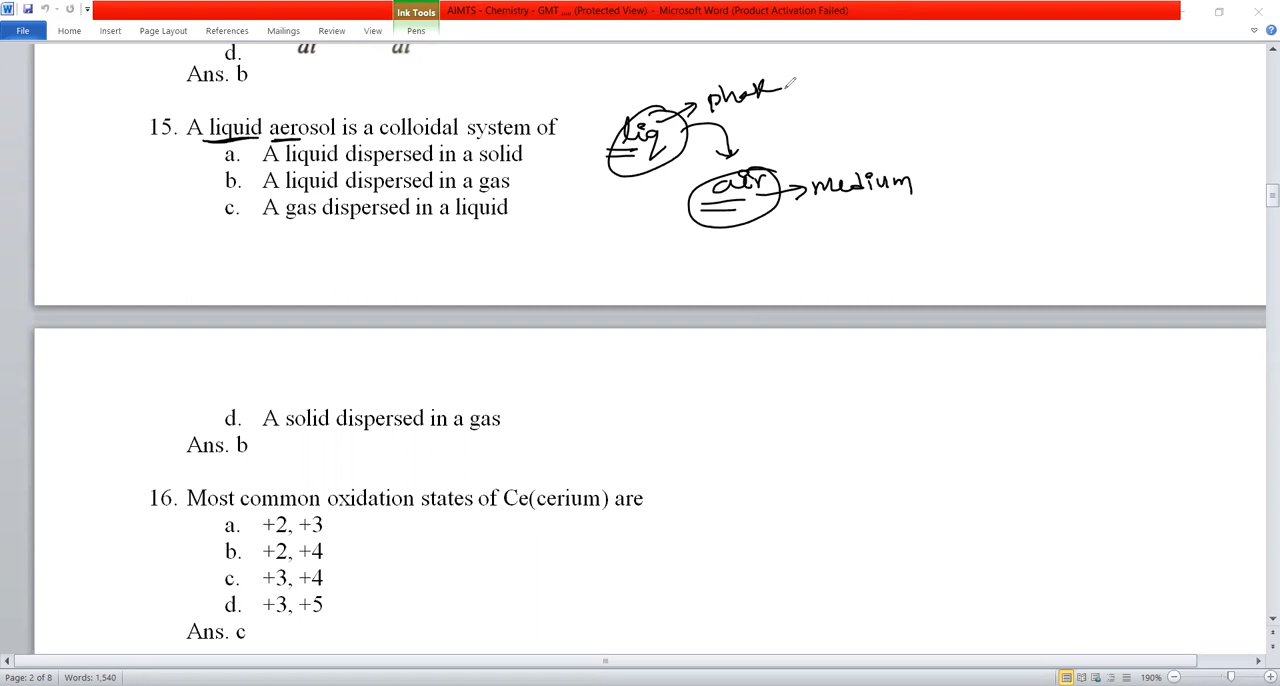 File Home Insert Page Layout References Mailings Review View Ink Tools Pens
AIMTS - Chemistry - GMT (Protected View) - Microsoft Word (Product Activation Failed)
d.
Ans. b
15. A liquid aerosol is a colloidal system of
a. A liquid dispersed in a solid
b. A liquid dispersed in a gas
c. A gas dispersed in a liquid
liq
phase
air
medium
d. A solid dispersed in a gas
Ans. b
16. Most common oxidation states of Ce(cerium) are
a. +2, +3
b. +2, +4
c. +3, +4
d. +3, +5
Ans. c
Page: 2 of 8 Words: 1,540 190%